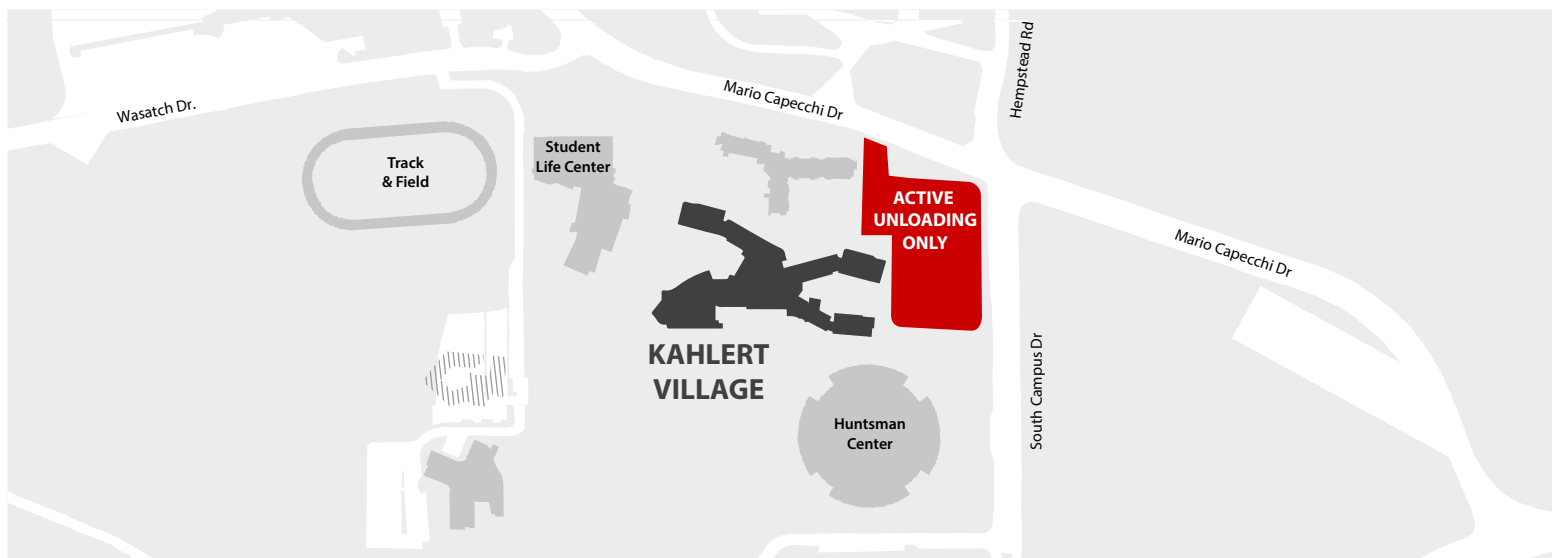 Hempstead Rd
Mario Capecchi Dr
Wasatch Dr.
Student
Life Center
Track
& Field
ACTIVE
UNLOADING
ONLY
Mario Capecchi Dr
KAHLERT
VILLAGE
South Campus Dr
Huntsman
Center